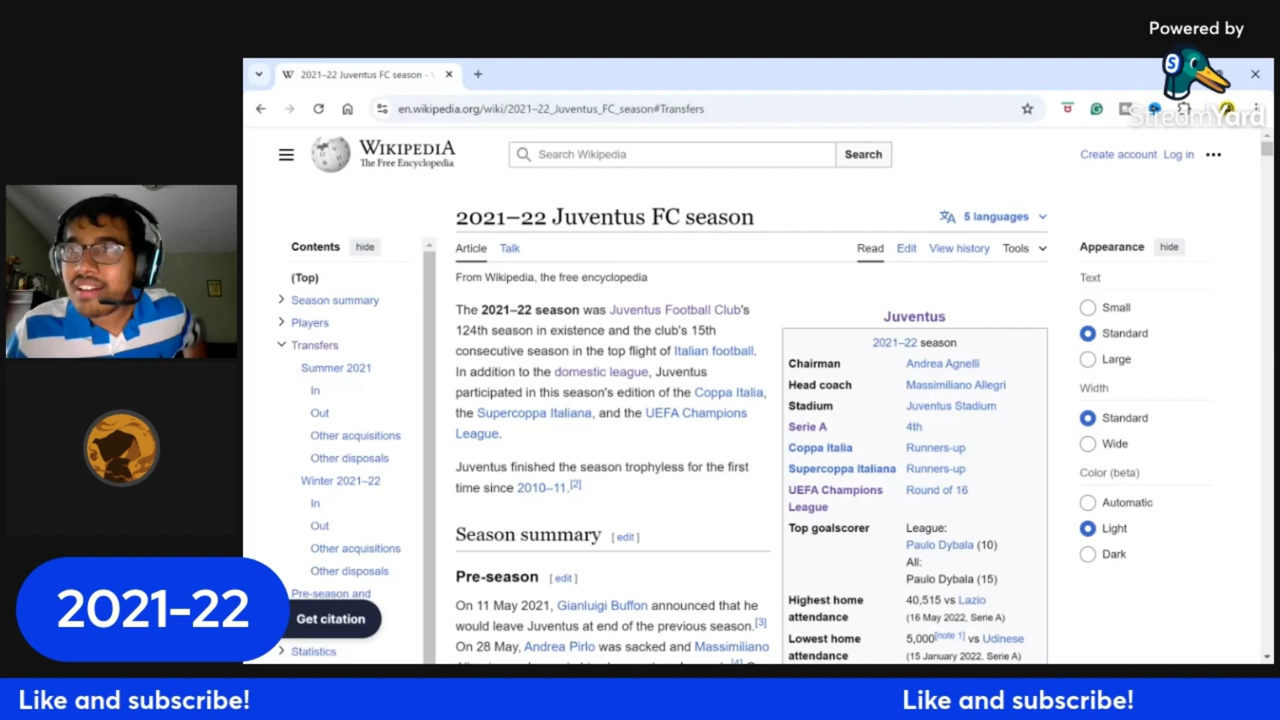 Powered by
StreamYard
2021–22 Juventus FC season -
en.wikipedia.org/wiki/2021–22_Juventus_FC_season#Transfers
WIKIPEDIA
The Free Encyclopedia
Search Wikipedia
Search
Create account Log in
2021–22 Juventus FC season
5 languages
Article Talk
Read Edit View history Tools
From Wikipedia, the free encyclopedia
Contents hide
(Top)
Season summary
Players
Transfers
Summer 2021
In
Out
Other acquisitions
Other disposals
Winter 2021–22
In
Out
Other acquisitions
Other disposals
Pre-season and
Get citation
Statistics
The 2021–22 season was Juventus Football Club's
124th season in existence and the club's 15th
consecutive season in the top flight of Italian football.
In addition to the domestic league, Juventus
participated in this season's edition of the Coppa Italia,
the Supercoppa Italiana, and the UEFA Champions
League.
Juventus finished the season trophyless for the first
time since 2010–11.[2]
Season summary [ edit ]
Pre-season [ edit ]
On 11 May 2021, Gianluigi Buffon announced that he
would leave Juventus at end of the previous season.[3]
On 28 May, Andrea Pirlo was sacked and Massimiliano
Juventus
2021–22 season
Chairman Andrea Agnelli
Head coach Massimiliano Allegri
Stadium Juventus Stadium
Serie A 4th
Coppa Italia Runners-up
Supercoppa Italiana Runners-up
UEFA Champions Round of 16
League
Top goalscorer League:
Paulo Dybala (10)
All:
Paulo Dybala (15)
Highest home 40,515 vs Lazio
attendance (16 May 2022, Serie A)
Lowest home 5,000[note 1] vs Udinese
attendance (15 January 2022, Serie A)
Appearance hide
Text
Small
Standard
Large
Width
Standard
Wide
Color (beta)
Automatic
Light
Dark
2021-22
Like and subscribe!
Like and subscribe!